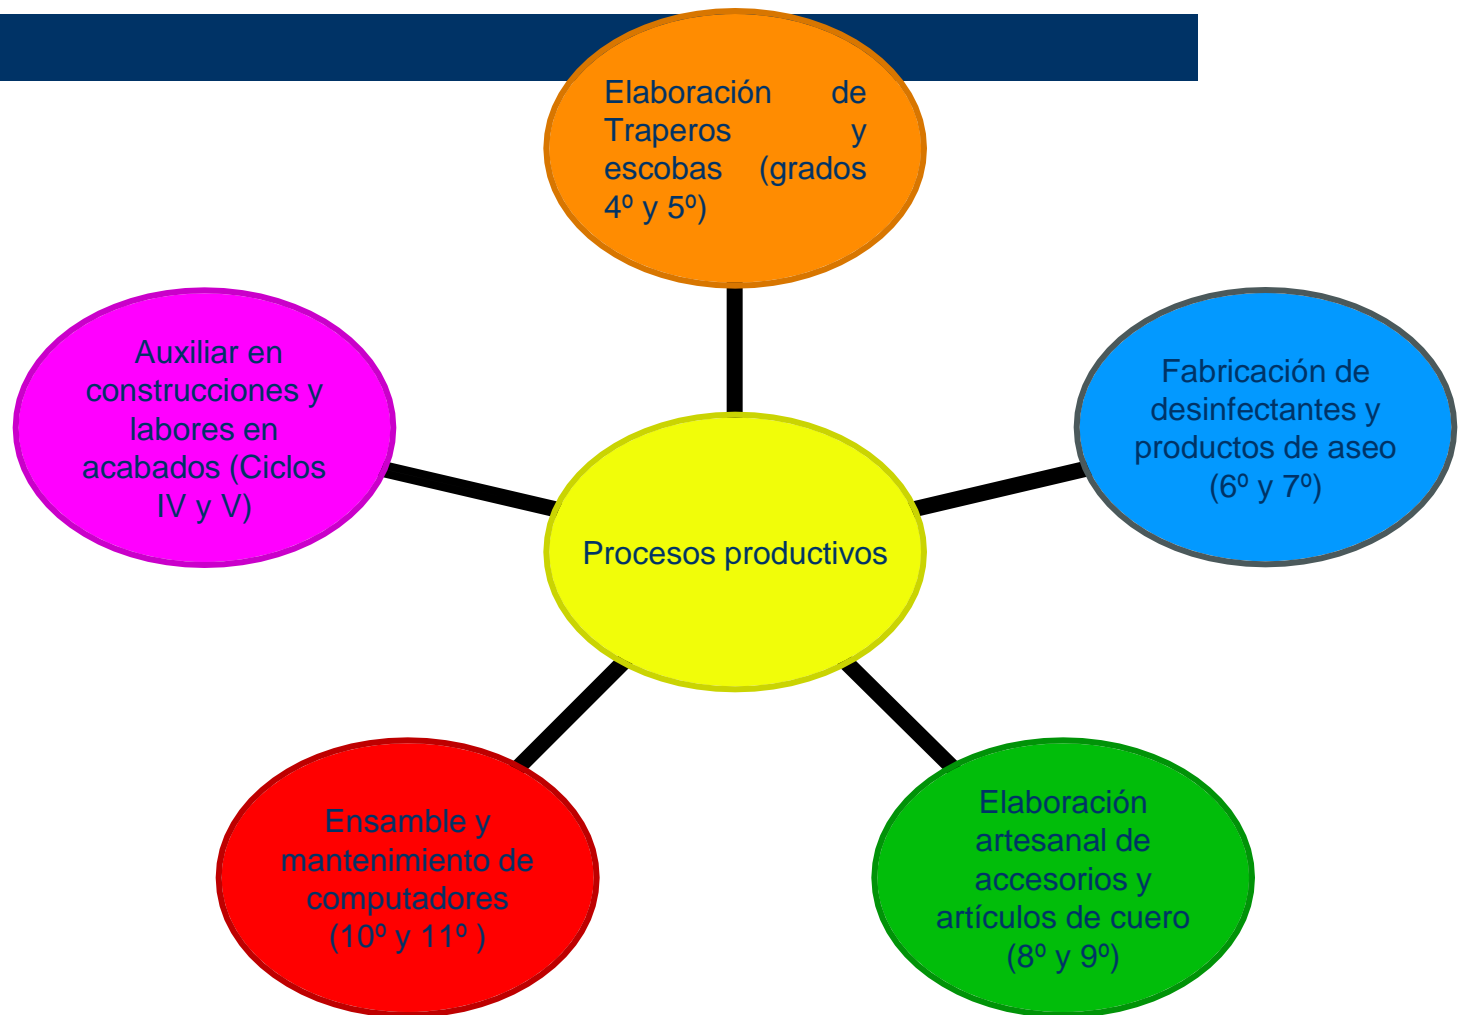 Elaboración de
Traperos y
escobas (grados
4º y 5º)
Auxiliar en
construcciones y
labores en
acabados (Ciclos
IV y V)
Fabricación de
desinfectantes y
productos de aseo
(6º y 7º)
Procesos productivos
Ensamble y
mantenimiento de
computadores
(10º y 11º )
Elaboración
artesanal de
accesorios y
artículos de cuero
(8º y 9º)